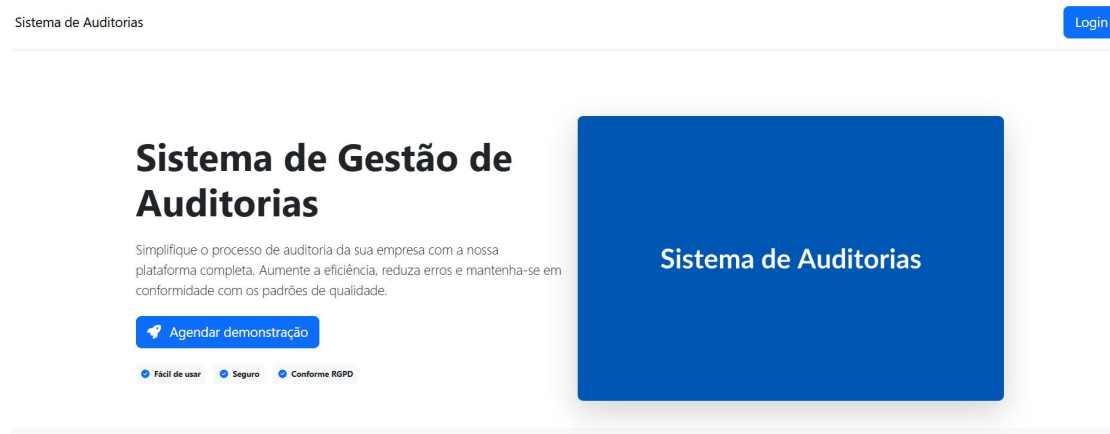 Sistema de Auditorias
Login
Sistema de Gestão de
Auditorias
Simplifique o processo de auditoria da sua empresa com a nossa
plataforma completa. Aumente a eficiência, reduza erros e mantenha-se em
conformidade com os padrões de qualidade.
Agendar demonstração
Fácil de usar Seguro Conforme RGPD
Sistema de Auditorias